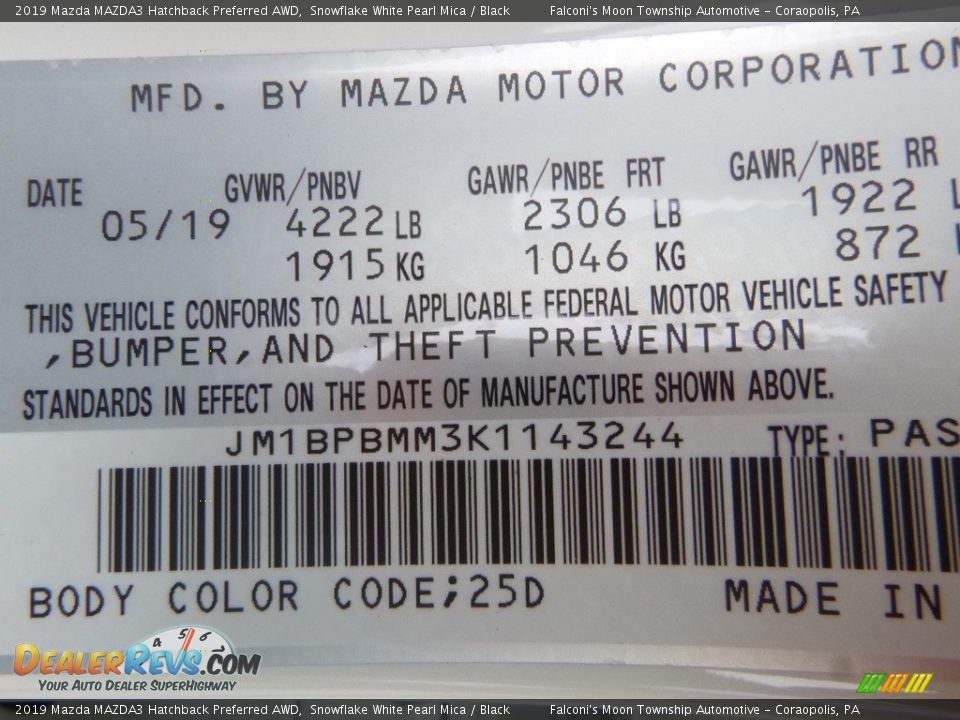 2019 Mazda MAZDA3 Hatchback Preferred AWD, Snowflake White Pearl Mica / Black Falconi's Moon Township Automotive - Coraopolis, PA
MFD. BY MAZDA MOTOR CORPORATION
DATE GVWR/PNBV GAWR/PNBE FRT GAWR/PNBE RR
05/19 4222 LB 2306 LB 1922 L
1915 KG 1046 KG 872
THIS VEHICLE CONFORMS TO ALL APPLICABLE FEDERAL MOTOR VEHICLE SAFETY
,BUMPER,AND THEFT PREVENTION
STANDARDS IN EFFECT ON THE DATE OF MANUFACTURE SHOWN ABOVE.
JM1BPBMM3K1143244 TYPE: PAS
BODY COLOR CODE;25D MADE IN
4 5 6
DEALERREVS.COM
YOUR AUTO DEALER SUPERHIGHWAY
2019 Mazda MAZDA3 Hatchback Preferred AWD, Snowflake White Pearl Mica / Black Falconi's Moon Township Automotive - Coraopolis, PA